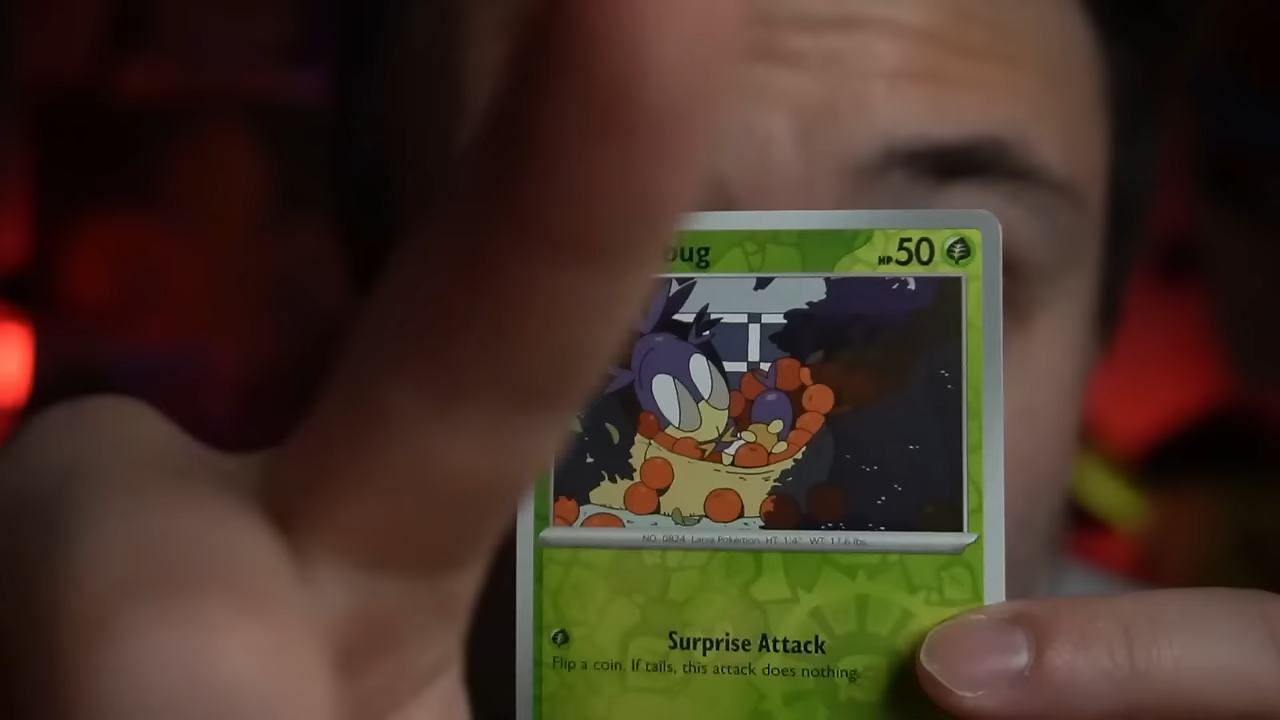 bug HP 50
NO. 0824 Larva Pokémon HT: 1'4" WT: 17.6 lbs.
Surprise Attack
Flip a coin. If tails, this attack does nothing.